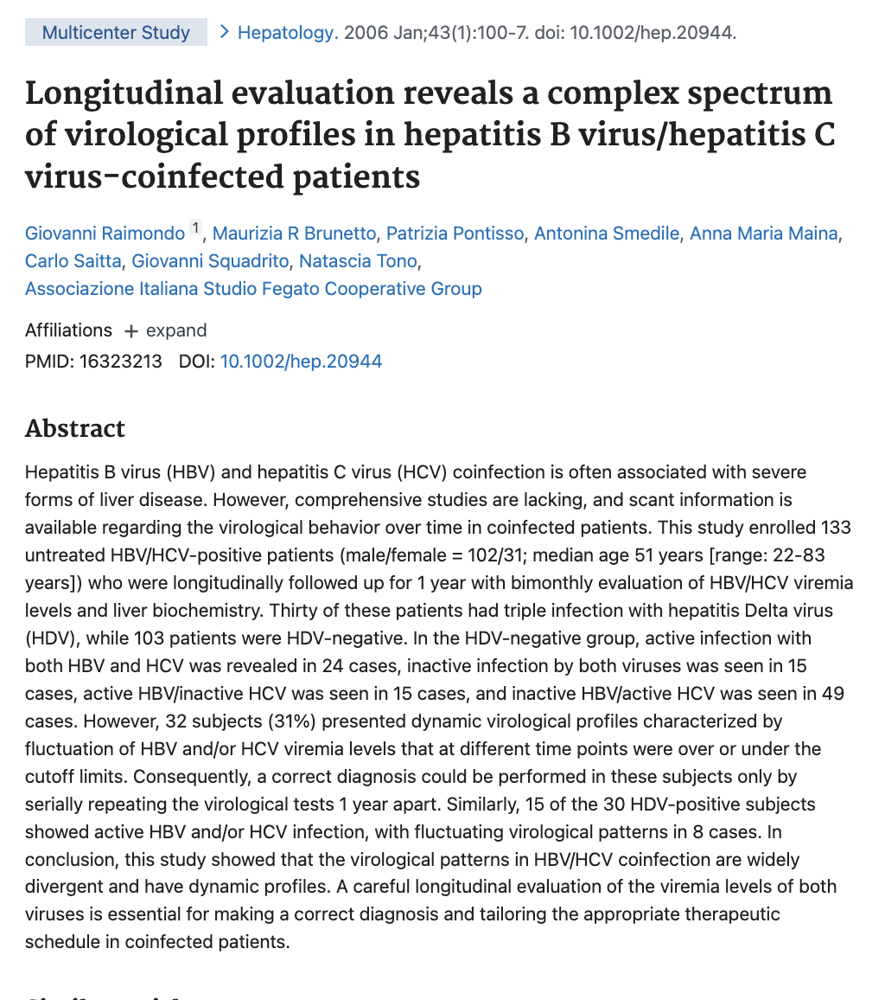 Multicenter Study > Hepatology. 2006 Jan;43(1):100-7. doi: 10.1002/hep.20944.
Longitudinal evaluation reveals a complex spectrum
of virological profiles in hepatitis B virus/hepatitis C
virus-coinfected patients
Giovanni Raimondo 1, Maurizia R Brunetto, Patrizia Pontisso, Antonina Smedile, Anna Maria Maina,
Carlo Saitta, Giovanni Squadrito, Natascia Tono,
Associazione Italiana Studio Fegato Cooperative Group
Affiliations + expand
PMID: 16323213 DOI: 10.1002/hep.20944
Abstract
Hepatitis B virus (HBV) and hepatitis C virus (HCV) coinfection is often associated with severe
forms of liver disease. However, comprehensive studies are lacking, and scant information is
available regarding the virological behavior over time in coinfected patients. This study enrolled 133
untreated HBV/HCV-positive patients (male/female = 102/31; median age 51 years [range: 22-83
years]) who were longitudinally followed up for 1 year with bimonthly evaluation of HBV/HCV viremia
levels and liver biochemistry. Thirty of these patients had triple infection with hepatitis Delta virus
(HDV), while 103 patients were HDV-negative. In the HDV-negative group, active infection with
both HBV and HCV was revealed in 24 cases, inactive infection by both viruses was seen in 15
cases, active HBV/inactive HCV was seen in 15 cases, and inactive HBV/active HCV was seen in 49
cases. However, 32 subjects (31%) presented dynamic virological profiles characterized by
fluctuation of HBV and/or HCV viremia levels that at different time points were over or under the
cutoff limits. Consequently, a correct diagnosis could be performed in these subjects only by
serially repeating the virological tests 1 year apart. Similarly, 15 of the 30 HDV-positive subjects
showed active HBV and/or HCV infection, with fluctuating virological patterns in 8 cases. In
conclusion, this study showed that the virological patterns in HBV/HCV coinfection are widely
divergent and have dynamic profiles. A careful longitudinal evaluation of the viremia levels of both
viruses is essential for making a correct diagnosis and tailoring the appropriate therapeutic
schedule in coinfected patients.